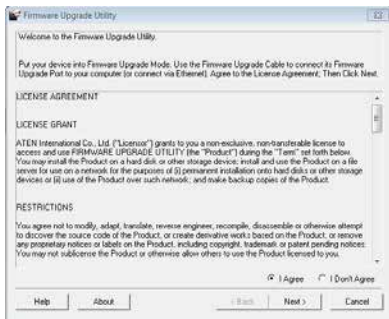 Firmware Upgrade Utility
Welcome to the Firmware Upgrade Utility.
Put your device into Firmware Upgrade Mode. Use the Firmware Upgrade Cable to connect its Firmware
Upgrade Port to your computer (or connect via Ethernet). Agree to the License Agreement; Then Click Next.
LICENSE AGREEMENT
LICENSE GRANT
ATEN International Co., Ltd. ("Licensor") grants to you a non-exclusive, non-transferable license to
access and use FIRMWARE UPGRADE UTILITY (the "Product") during the "Term" set forth below.
You may install the Product on a hard disk or other storage device; install and use the Product on a file
server for use on a network for the purposes of (i) permanent installation onto hard disks or other storage
devices or (ii) use of the Product over such network; and make backup copies of the Product.
RESTRICTIONS
You agree not to modify, adapt, translate, reverse engineer, decompile, disassemble or otherwise attempt
to discover the source code of the Product, or create derivative works based on the Product, or remove
any proprietary notices or labels on the Product, including copyright, trademark or patent pending notices.
You may not sublicense the Product or otherwise allow others to use the Product licensed to you.
I Agree I Don't Agree
Help About < Back Next > Cancel